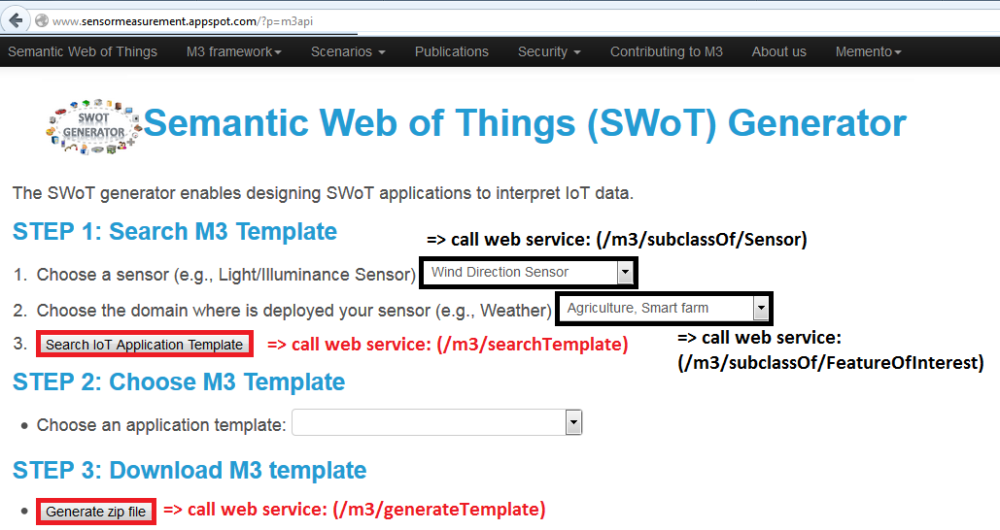 www.sensormeasurement.appspot.com/?p=m3api
Semantic Web of Things M3 framework Scenarios Publications Security Contributing to M3 About us Memento
SWOT
GENERATOR
Semantic Web of Things (SWoT) Generator
The SWoT generator enables designing SWoT applications to interpret IoT data.
STEP 1: Search M3 Template
=> call web service: (/m3/subclassOf/Sensor)
1. Choose a sensor (e.g., Light/Illuminance Sensor) Wind Direction Sensor
2. Choose the domain where is deployed your sensor (e.g., Weather) Agriculture, Smart farm
3. Search IoT Application Template => call web service: (/m3/searchTemplate)
=> call web service:
(/m3/subclassOf/FeatureOfInterest)
STEP 2: Choose M3 Template
• Choose an application template:
STEP 3: Download M3 template
• Generate zip file => call web service: (/m3/generateTemplate)